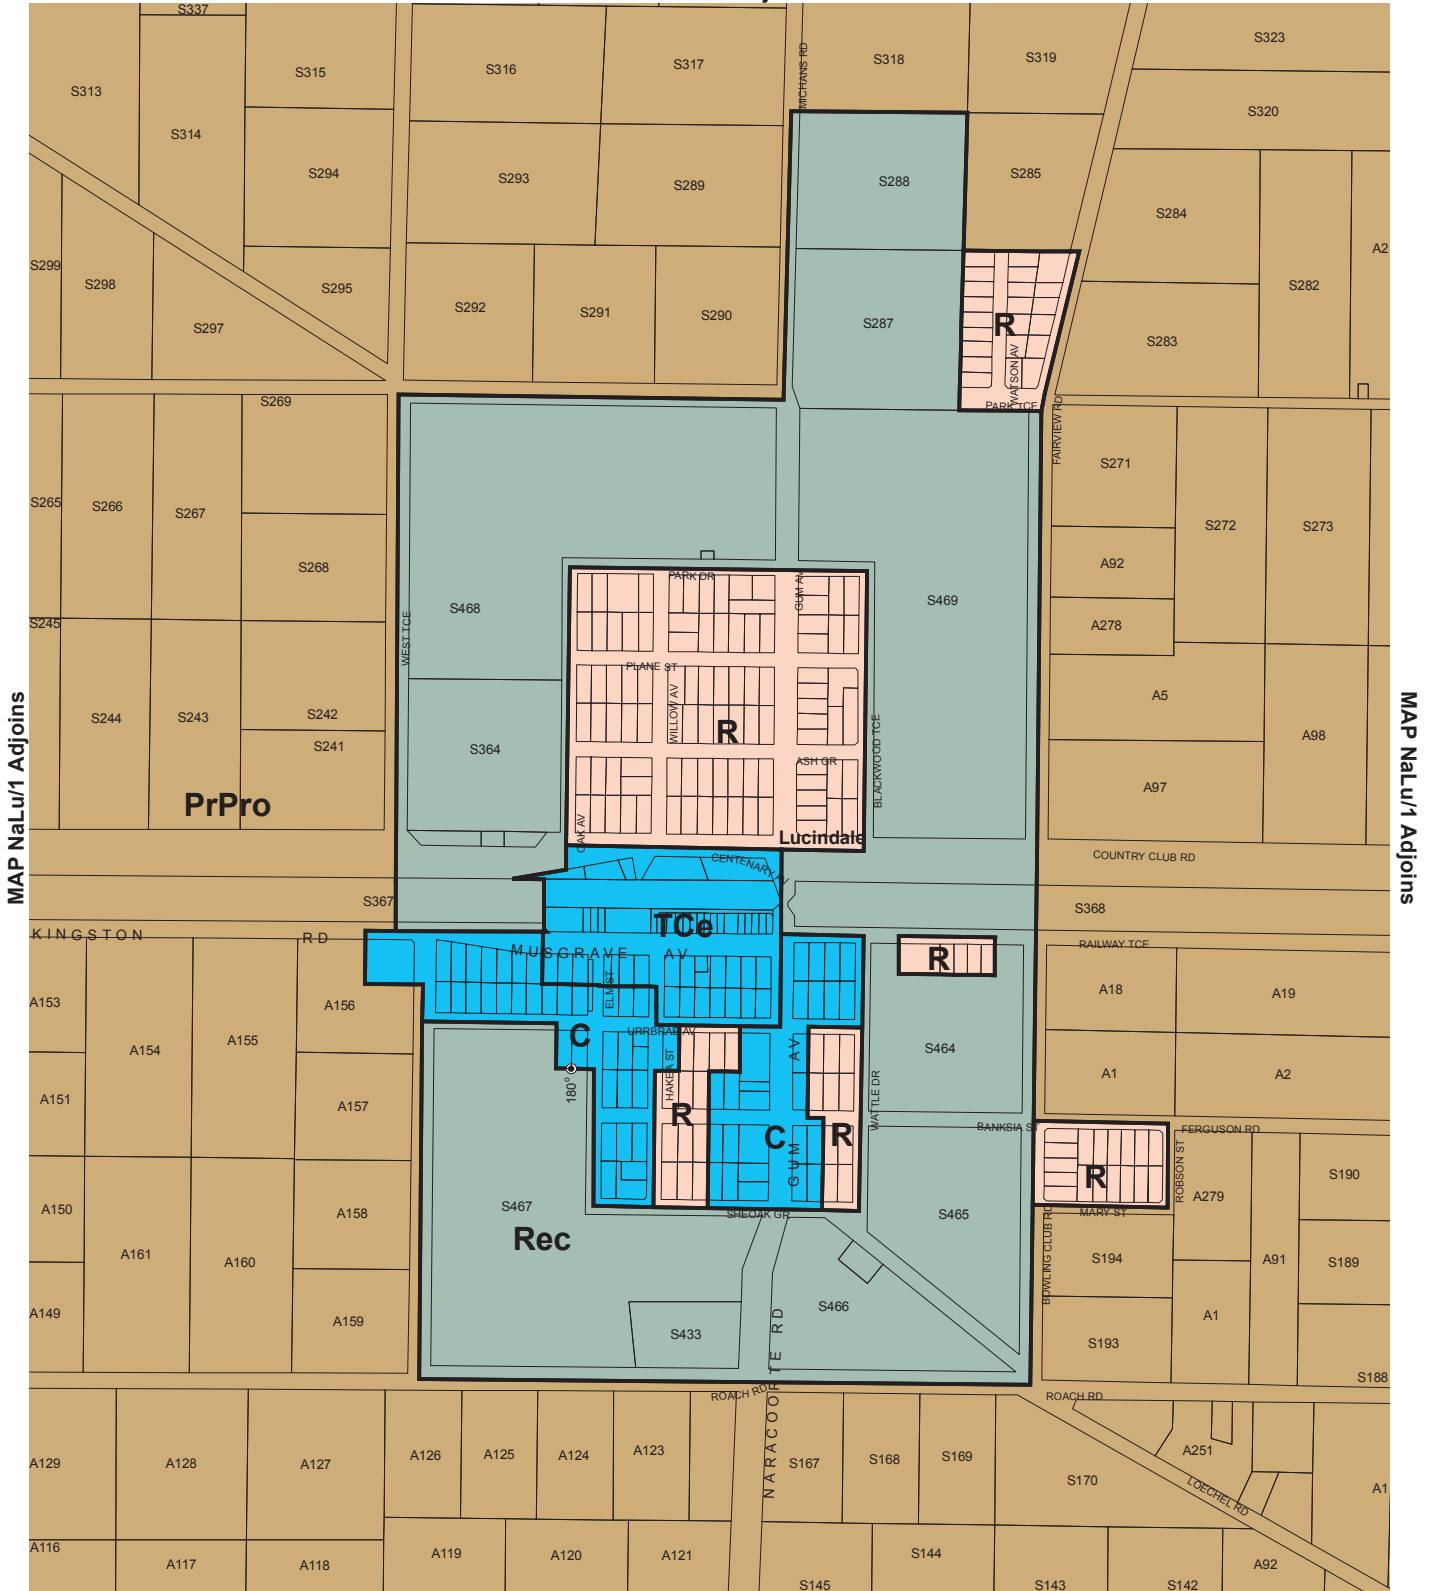 S337
S313
S314
S315
S316
S317
MICHANS RD
S318
S319
S323
S320
S294
S293
S289
S288
S285
S284
A2
S299
S298
S297
S295
S292
S291
S290
S287
R
WATSON AV
PARK TCE
S283
S282
S269
FAIRVIEW RD
S265
S266
S267
S268
S271
S272
S273
A92
A278
S245
WEST TCE
S468
PARK DR
GUM AV
S469
PLANE ST
WILLOW AV
R
BLACKWOOD TCE
ASH GR
OAK AV
Lucindale
S244
S243
S242
S241
S364
A5
A98
A97
PrPro
MAP NaLu/1 Adjoins
MAP NaLu/1 Adjoins
CENTENARY AV
COUNTRY CLUB RD
S367
S368
KINGSTON RD
TCe
MUSGRAVE AV
R
RAILWAY TCE
A153
A154
A155
A156
ELM ST
A18
A19
C
URRBRAE AV
180°
HAKEA ST
R
C
GUM AV
R
WATTLE DR
S464
A1
A2
A151
A157
BANKSIA ST
FERGUSON RD
R
ROBSON ST
MARY ST
A150
A161
A160
A158
S467
Rec
SHEOAK GR
S465
BOWLING CLUB RD
A279
S190
S194
A91
S189
A149
A159
S433
S466
NARACOORTE RD
S193
A1
S188
ROACH RD
ROACH RD
A129
A128
A127
A126
A125
A124
A123
S167
S168
S169
S170
A251
LOECHEL RD
A1
A116
A117
A118
A119
A120
A121
S145
S144
S143
S142
A92